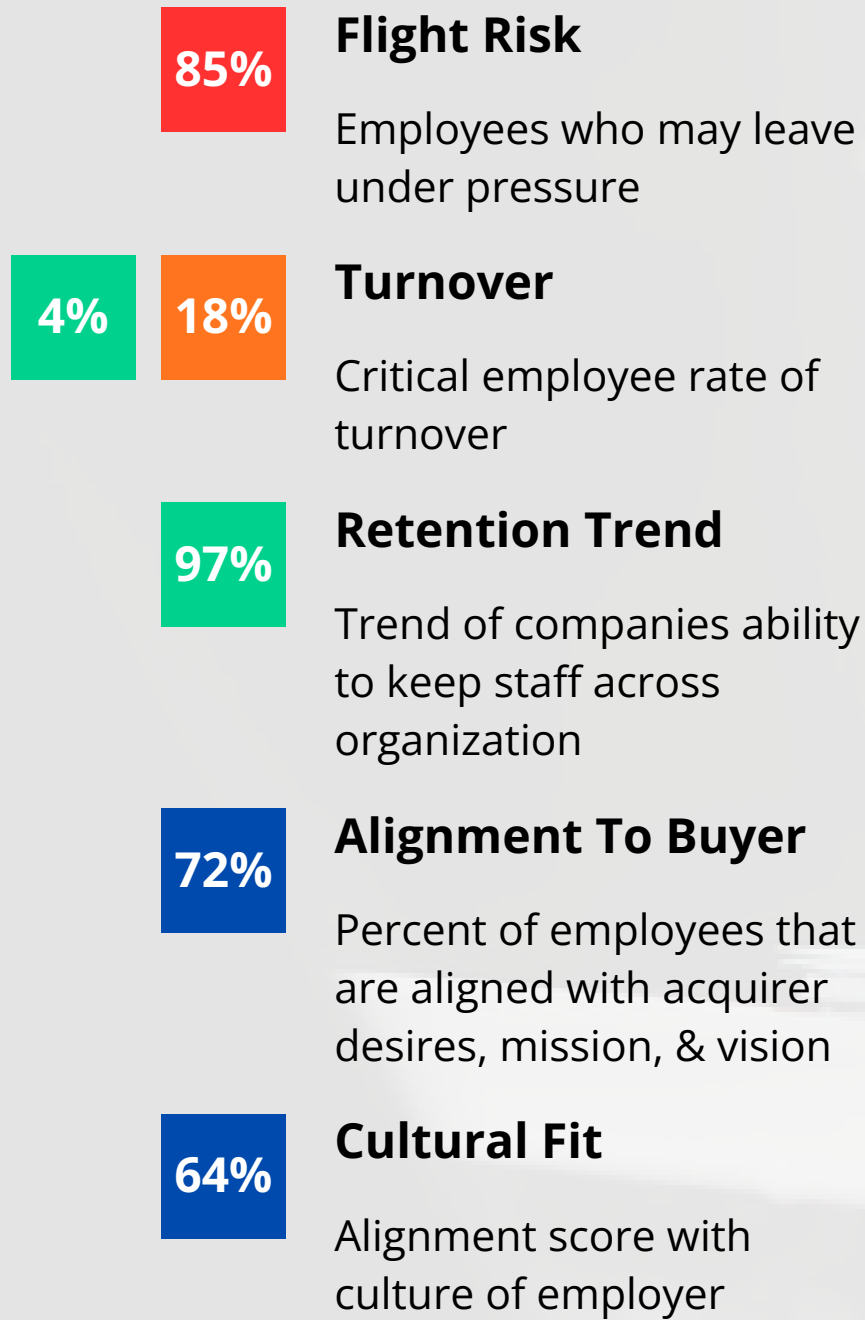 85%
Flight Risk
Employees who may leave
under pressure
4%
18%
Turnover
Critical employee rate of
turnover
97%
Retention Trend
Trend of companies ability
to keep staff across
organization
72%
Alignment To Buyer
Percent of employees that
are aligned with acquirer
desires, mission, & vision
64%
Cultural Fit
Alignment score with
culture of employer